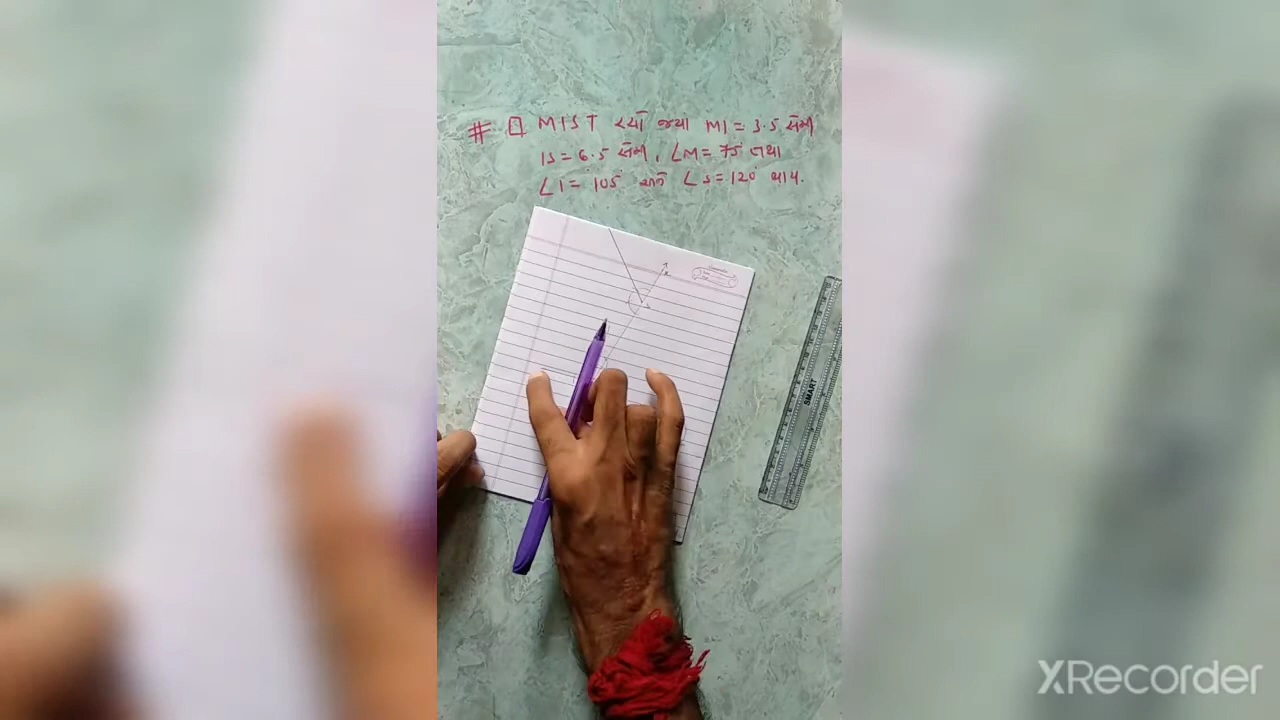 # □ MIST રચો જ્યાં MI = 3.5 સેમી
IS = 6.5 સેમી, ∠M = 75° તથા
∠I = 105° અને ∠S = 120° થાય.
SMART
XRecorder